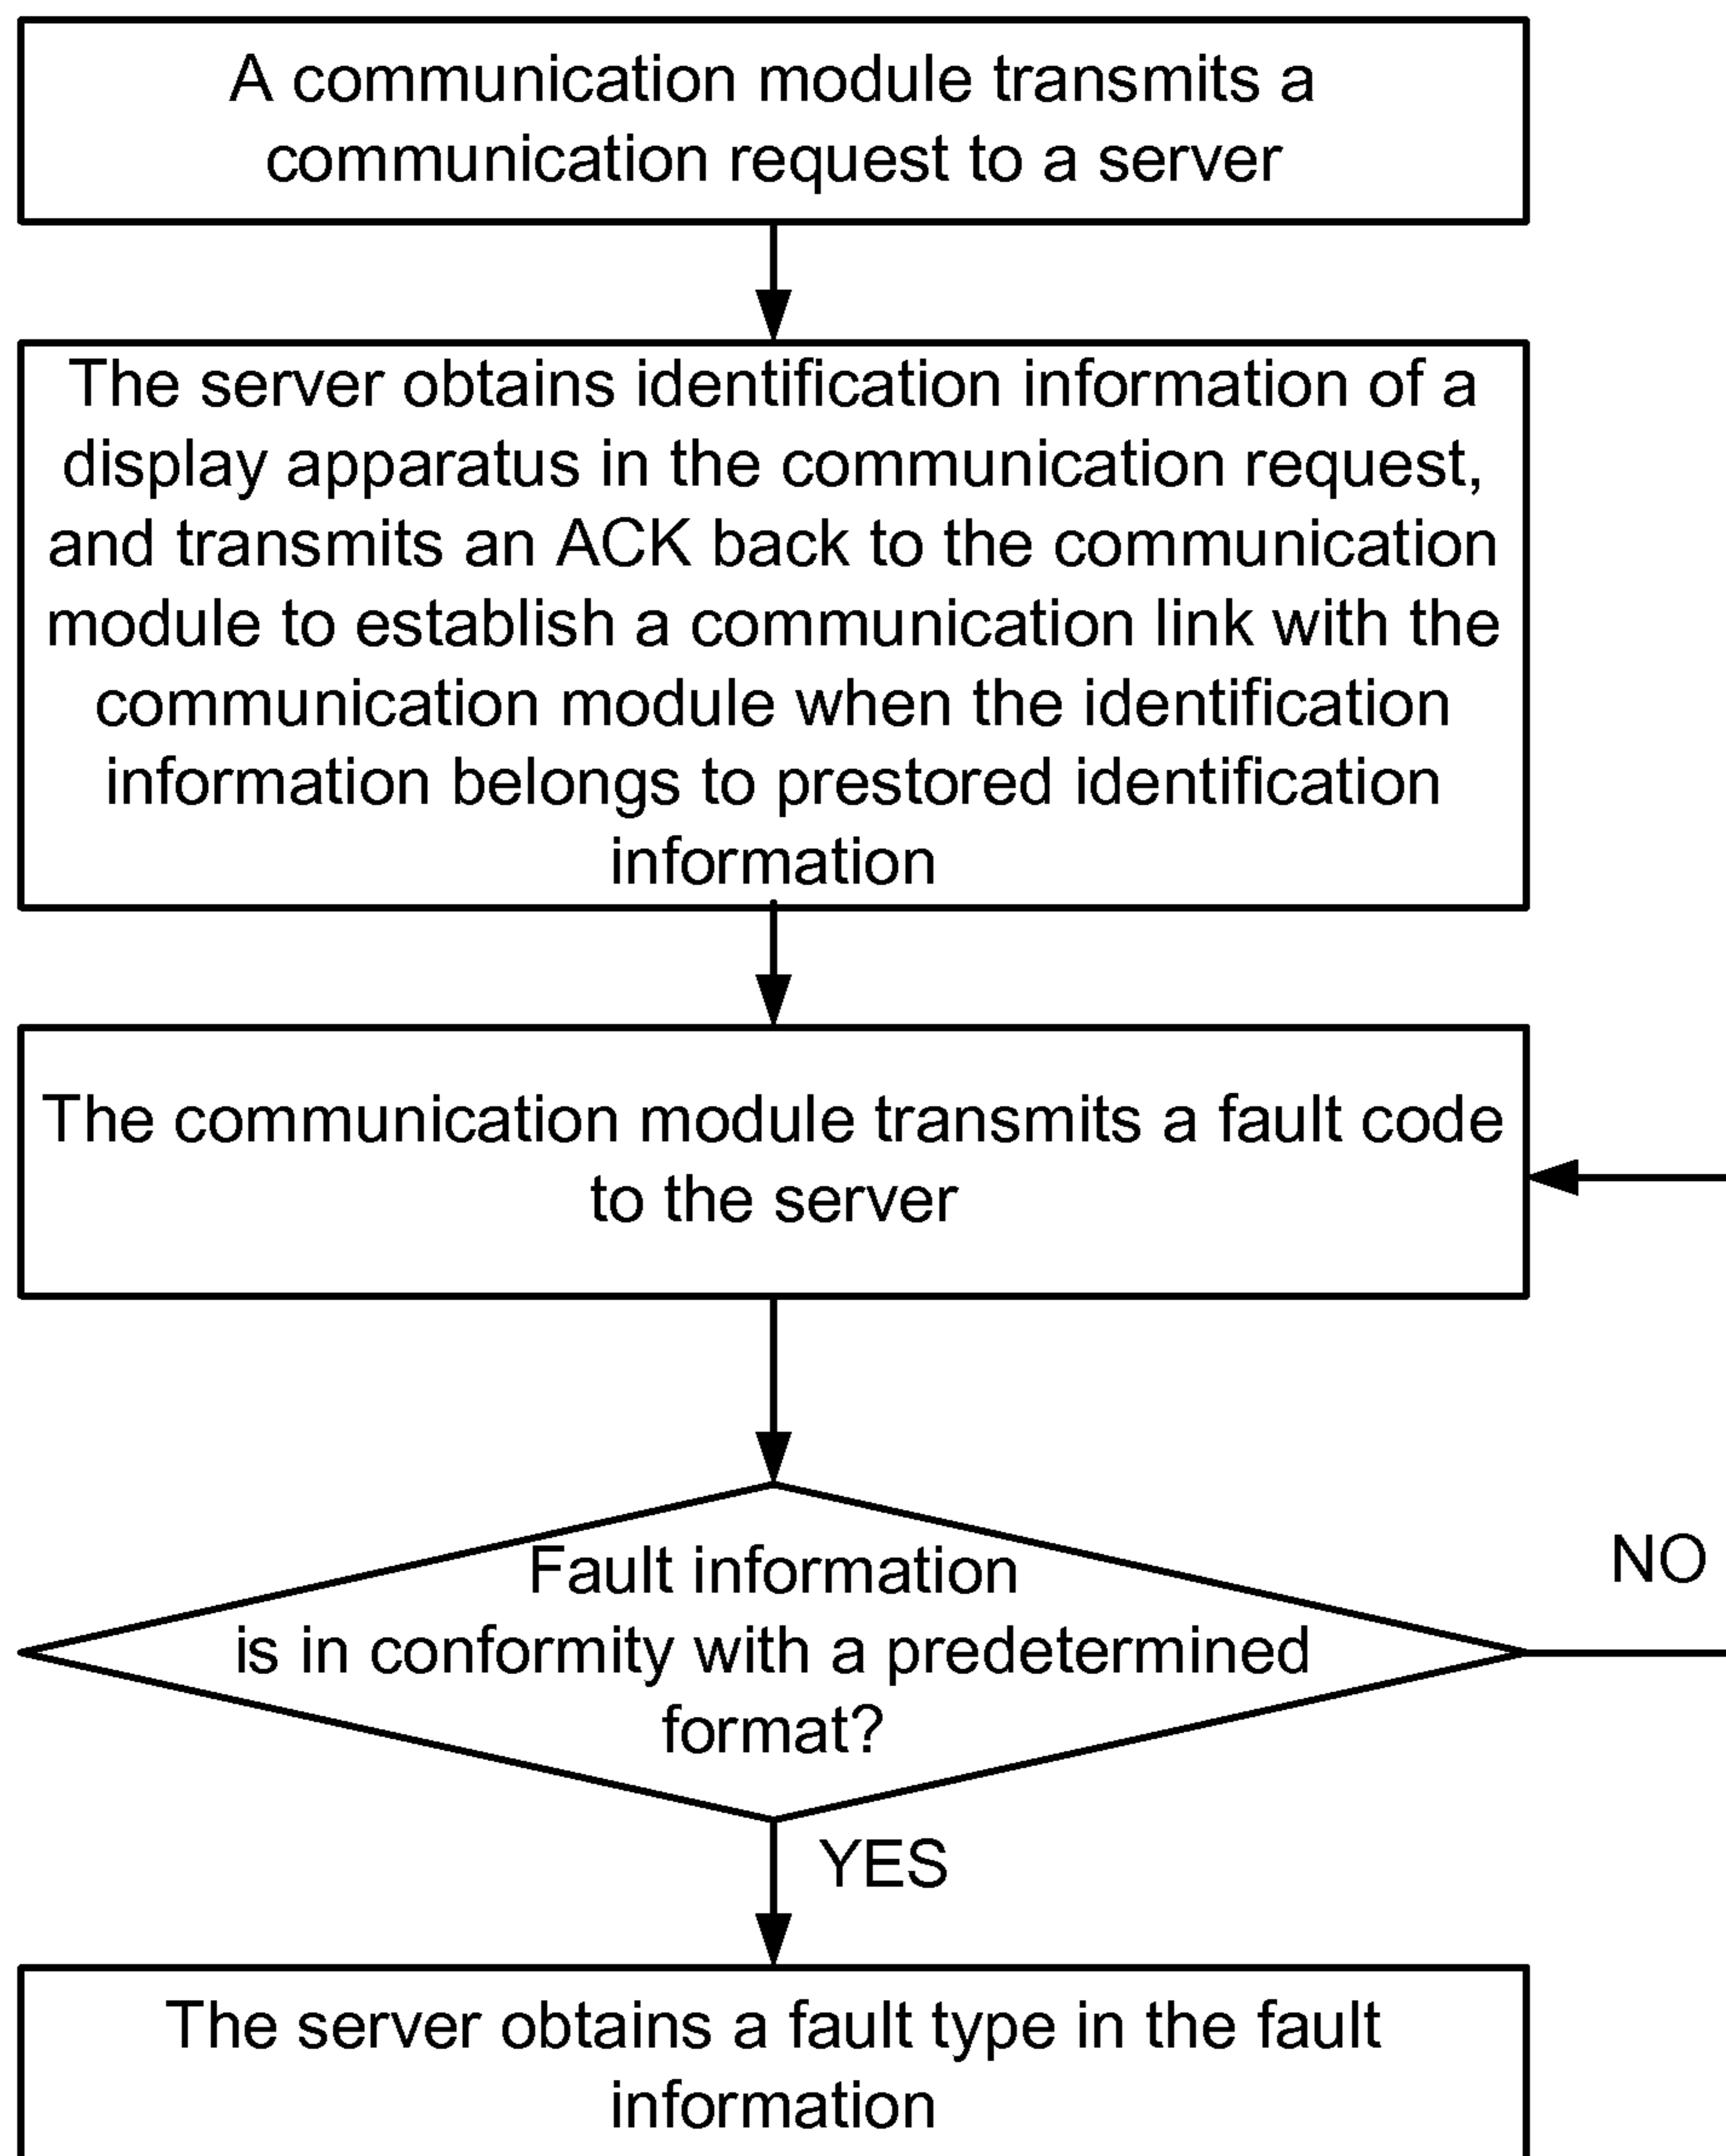 A communication module transmits a
communication request to a server
The server obtains identification information of a
display apparatus in the communication request,
and transmits an ACK back to the communication
module to establish a communication link with the
communication module when the identification
information belongs to prestored identification
information
The communication module transmits a fault code
to the server
Fault information
is in conformity with a predetermined
format?
NO
YES
The server obtains a fault type in the fault
information